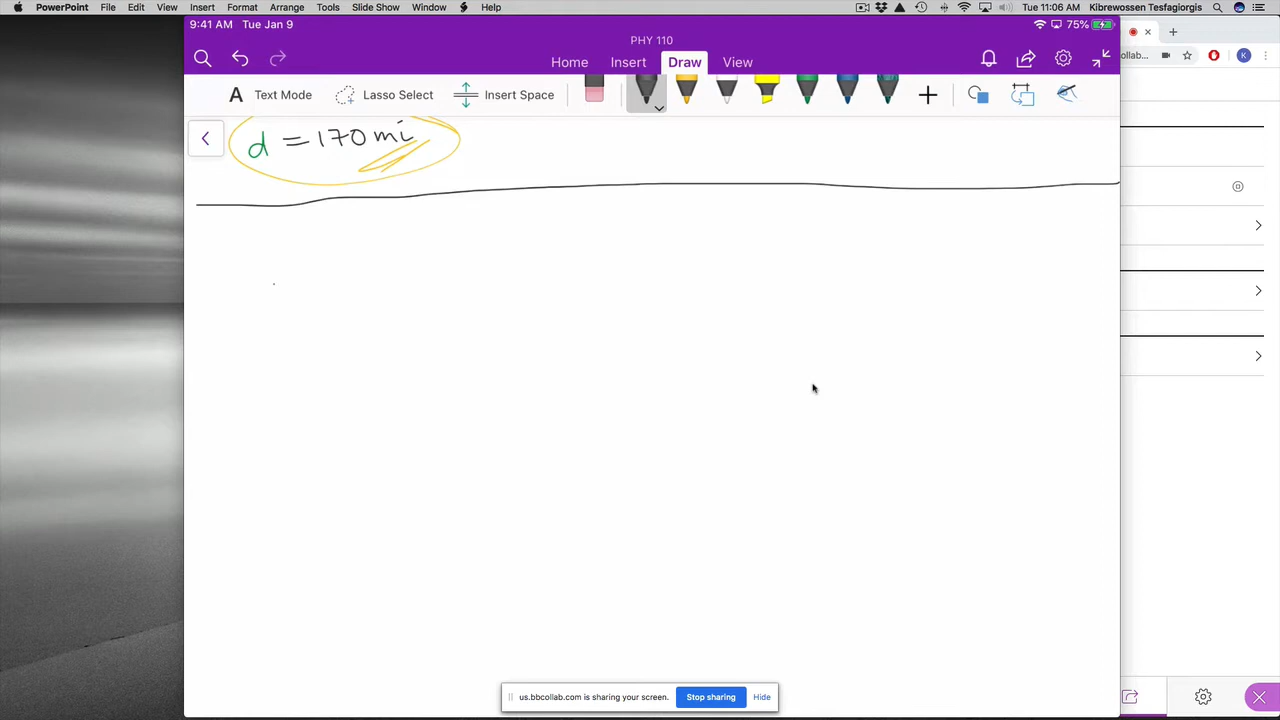 PowerPoint File Edit View Insert Format Arrange Tools Slide Show Window Help Tue 11:06 AM Kibrewossen Tesfagiorgis
9:41 AM Tue Jan 9 75%
PHY 110
ollab...
K
Home Insert Draw View
A Text Mode Lasso Select Insert Space
d = 170 mi
us.bbcollab.com is sharing your screen. Stop sharing Hide